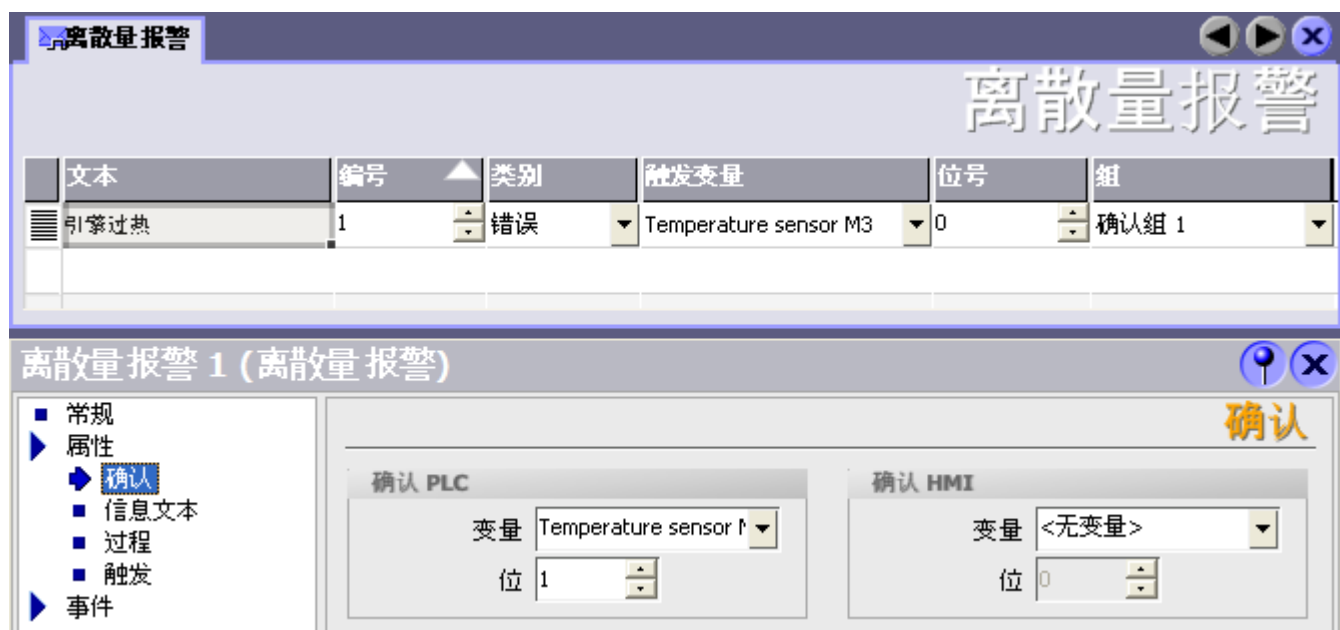 离散量报警
离散量报警
文本 编号 类别 触发变量 位号 组
引擎过热 1 错误 Temperature sensor M3 0 确认组 1
离散量报警 1 (离散量报警)
常规
属性
确认
信息文本
过程
触发
事件
确认
确认 PLC
变量 Temperature sensor
位 1
确认 HMI
变量 <无变量>
位 0